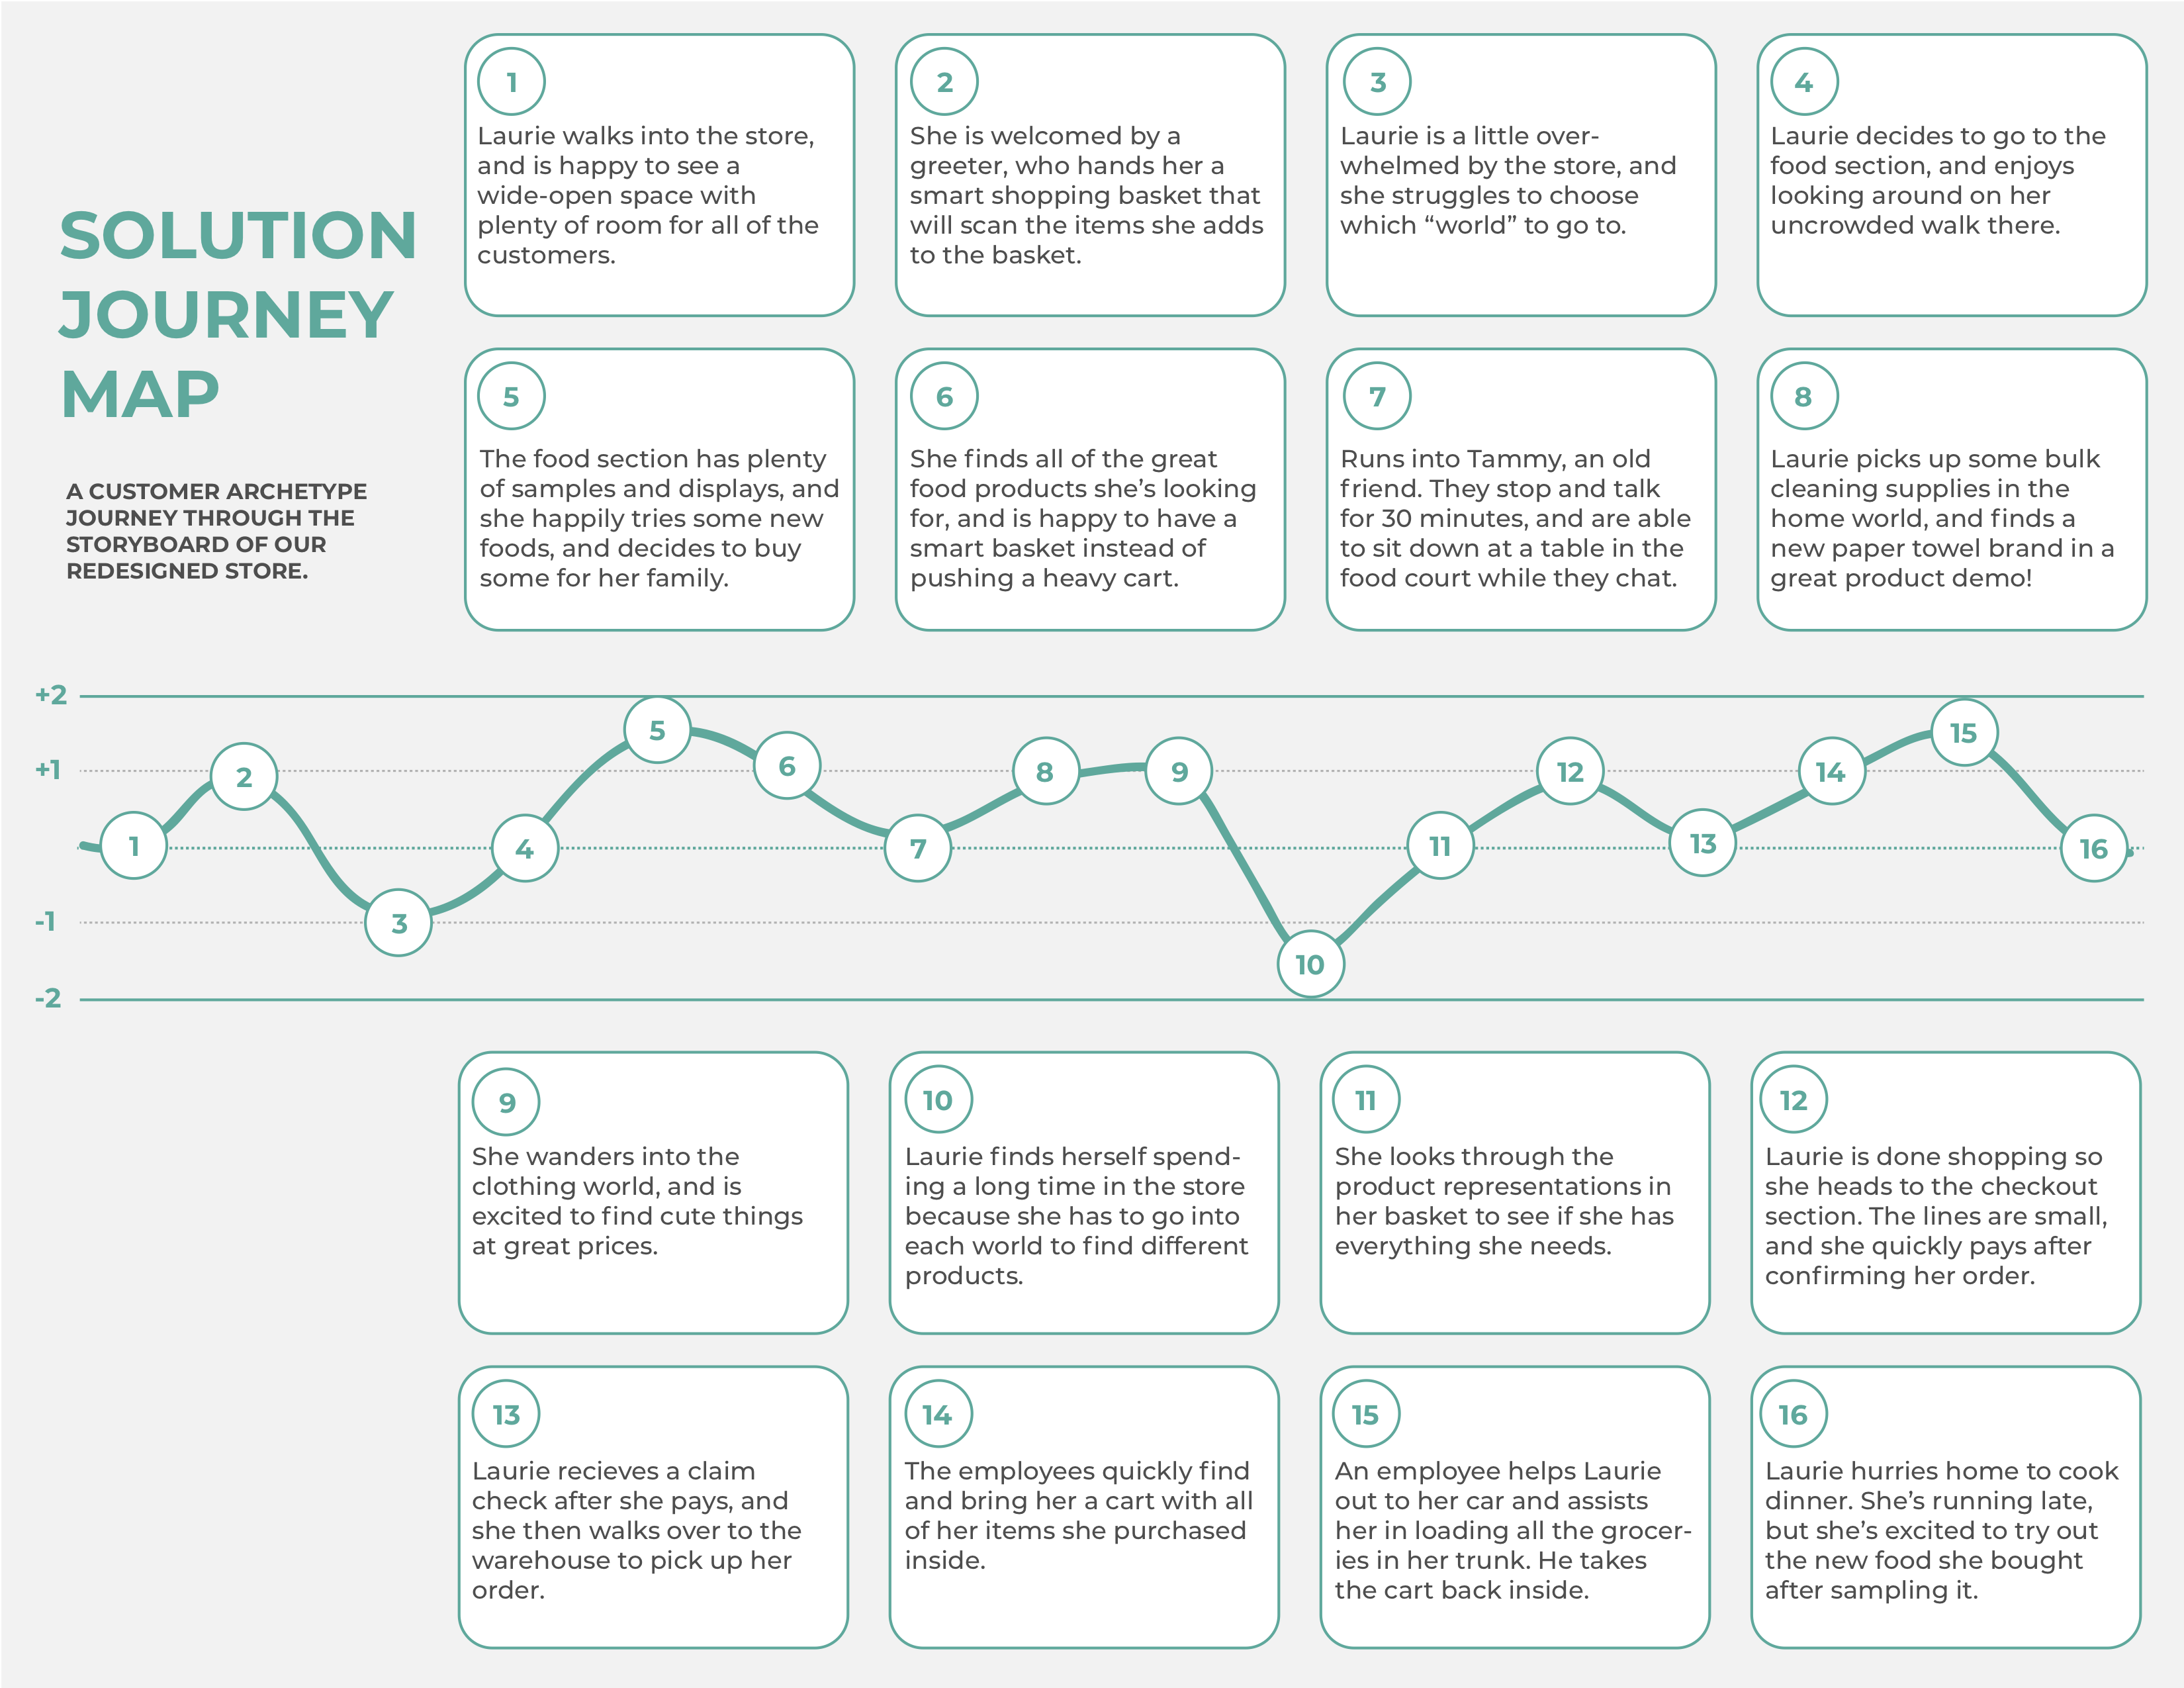 SOLUTION
JOURNEY
MAP
A CUSTOMER ARCHETYPE
JOURNEY THROUGH THE
STORYBOARD OF OUR
REDESIGNED STORE.
1
Laurie walks into the store,
and is happy to see a
wide-open space with
plenty of room for all of the
customers.
2
She is welcomed by a
greeter, who hands her a
smart shopping basket that
will scan the items she adds
to the basket.
3
Laurie is a little over-
whelmed by the store, and
she struggles to choose
which “world” to go to.
4
Laurie decides to go to the
food section, and enjoys
looking around on her
uncrowded walk there.
5
The food section has plenty
of samples and displays, and
she happily tries some new
foods, and decides to buy
some for her family.
6
She finds all of the great
food products she’s looking
for, and is happy to have a
smart basket instead of
pushing a heavy cart.
7
Runs into Tammy, an old
friend. They stop and talk
for 30 minutes, and are able
to sit down at a table in the
food court while they chat.
8
Laurie picks up some bulk
cleaning supplies in the
home world, and finds a
new paper towel brand in a
great product demo!
+2
+1
-1
-2
1
2
3
4
5
6
7
8
9
10
11
12
13
14
15
16
9
She wanders into the
clothing world, and is
excited to find cute things
at great prices.
10
Laurie finds herself spend-
ing a long time in the store
because she has to go into
each world to find different
products.
11
She looks through the
product representations in
her basket to see if she has
everything she needs.
12
Laurie is done shopping so
she heads to the checkout
section. The lines are small,
and she quickly pays after
confirming her order.
13
Laurie recieves a claim
check after she pays, and
she then walks over to the
warehouse to pick up her
order.
14
The employees quickly find
and bring her a cart with all
of her items she purchased
inside.
15
An employee helps Laurie
out to her car and assists
her in loading all the grocer-
ies in her trunk. He takes
the cart back inside.
16
Laurie hurries home to cook
dinner. She’s running late,
but she’s excited to try out
the new food she bought
after sampling it.